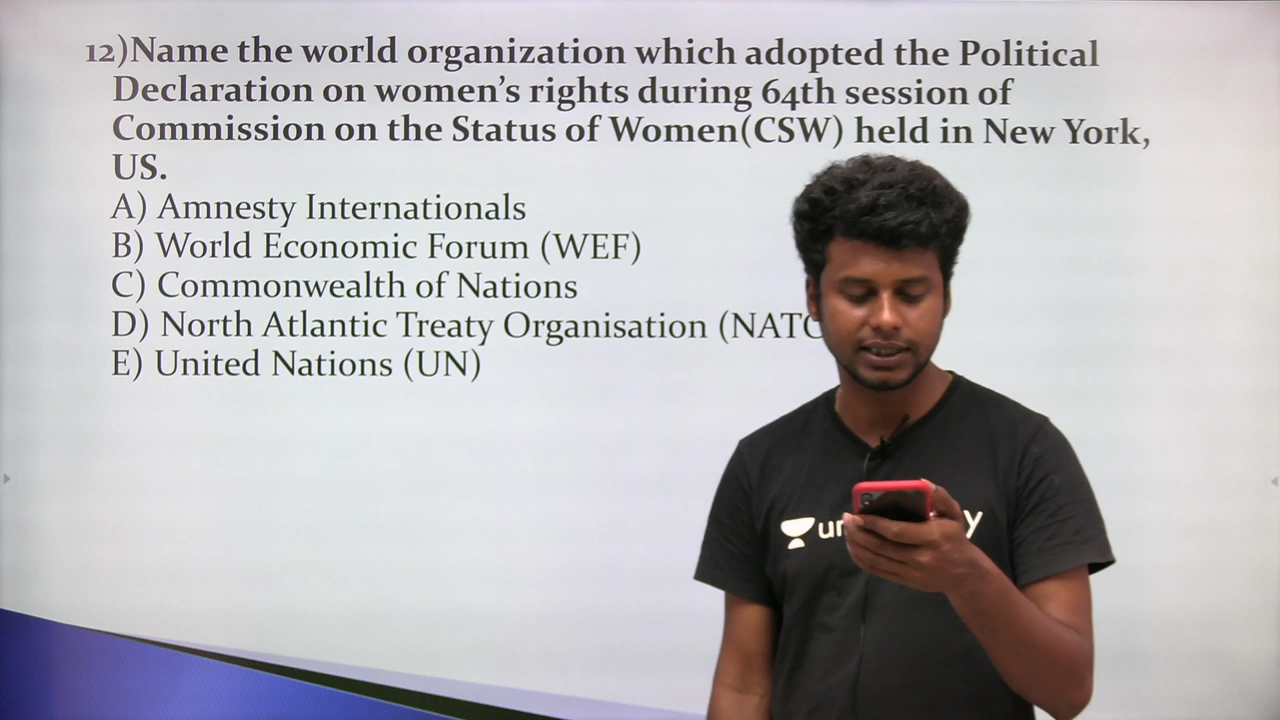 12)Name the world organization which adopted the Political
Declaration on women's rights during 64th session of
Commission on the Status of Women(CSW) held in New York,
US.
A) Amnesty Internationals
B) World Economic Forum (WEF)
C) Commonwealth of Nations
D) North Atlantic Treaty Organisation (NATO
E) United Nations (UN)